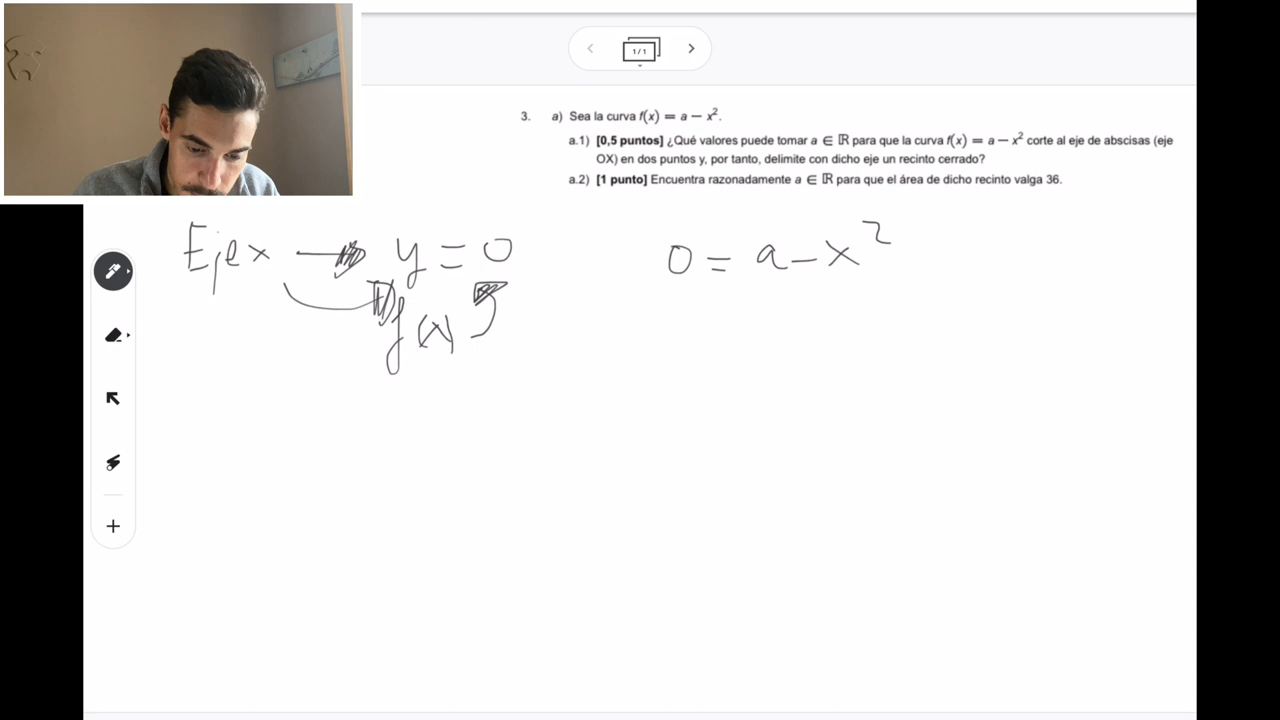 1/1
3. a) Sea la curva f(x) = a − x².
a.1) [0,5 puntos] ¿Qué valores puede tomar a ∈ ℝ para que la curva f(x) = a − x² corte al eje de abscisas (eje
OX) en dos puntos y, por tanto, delimite con dicho eje un recinto cerrado?
a.2) [1 punto] Encuentra razonadamente a ∈ ℝ para que el área de dicho recinto valga 36.
Eje x → y = 0
f(x)
0 = a − x²